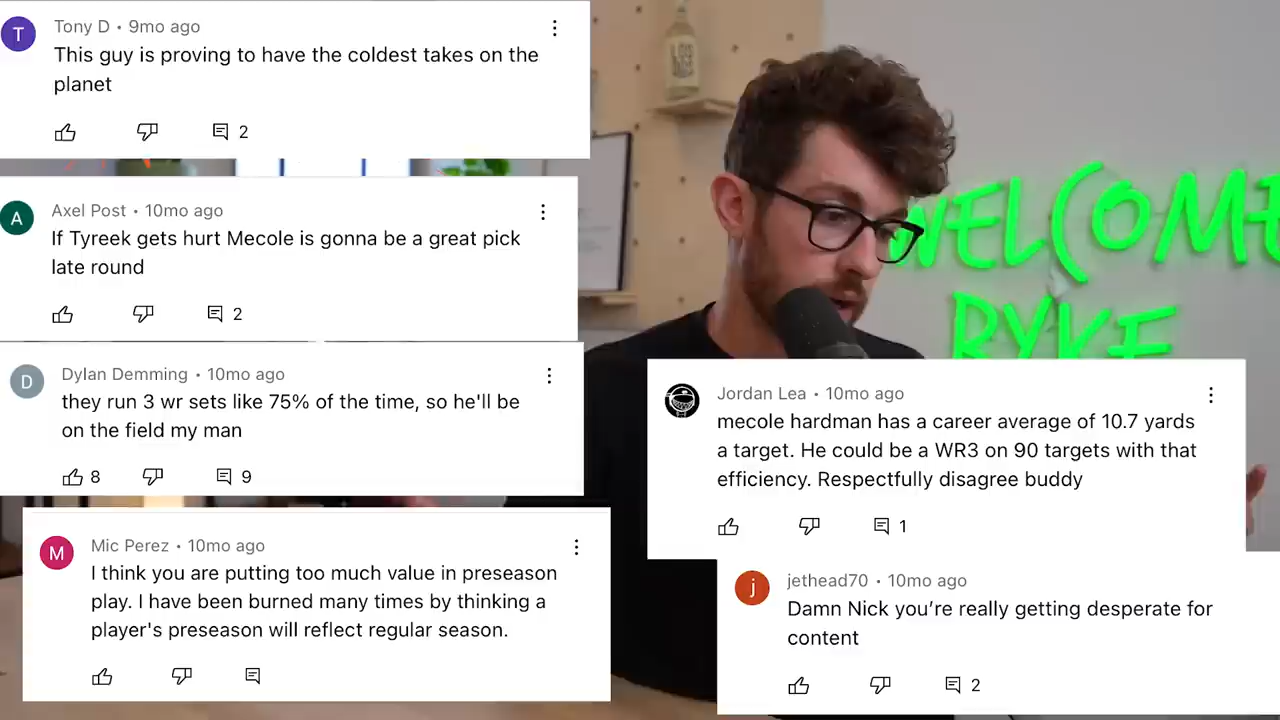 T
Tony D • 9mo ago
This guy is proving to have the coldest takes on the
planet
2
A
Axel Post • 10mo ago
If Tyreek gets hurt Mecole is gonna be a great pick
late round
2
D
Dylan Demming • 10mo ago
they run 3 wr sets like 75% of the time, so he'll be
on the field my man
8
9
M
Mic Perez • 10mo ago
I think you are putting too much value in preseason
play. I have been burned many times by thinking a
player's preseason will reflect regular season.
WELCOME
RYKE
Jordan Lea • 10mo ago
mecole hardman has a career average of 10.7 yards
a target. He could be a WR3 on 90 targets with that
efficiency. Respectfully disagree buddy
1
j
jethead70 • 10mo ago
Damn Nick you’re really getting desperate for
content
2